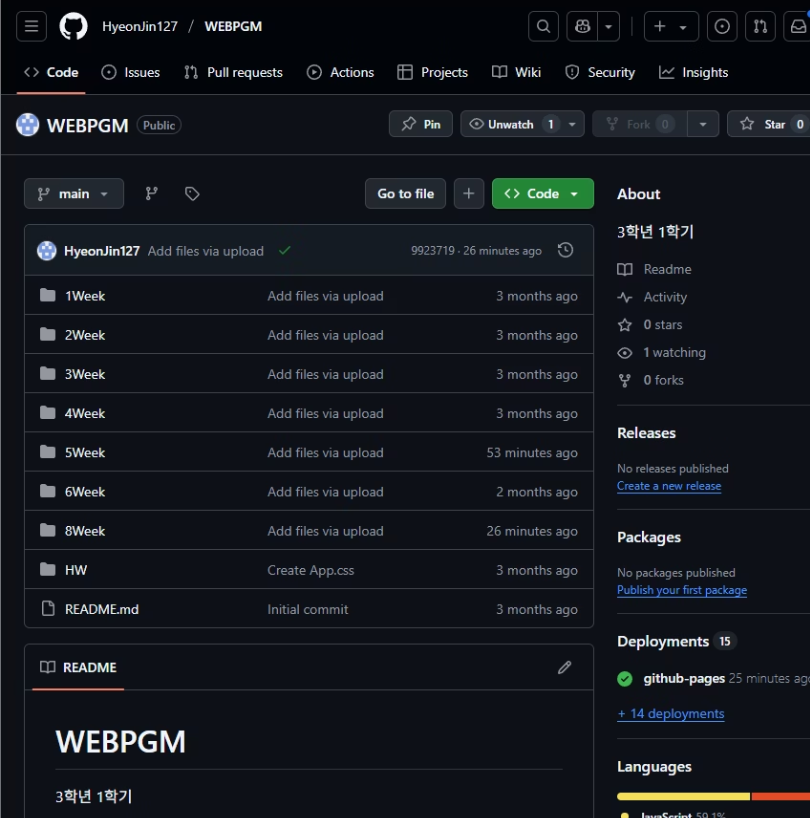 HyeonJin127 / WEBPGM
Code Issues Pull requests Actions Projects Wiki Security Insights
WEBPGM Public Pin Unwatch 1 Fork 0 Star 0
main Go to file Code
HyeonJin127 Add files via upload 9923719 · 26 minutes ago
1Week Add files via upload 3 months ago
2Week Add files via upload 3 months ago
3Week Add files via upload 3 months ago
4Week Add files via upload 3 months ago
5Week Add files via upload 53 minutes ago
6Week Add files via upload 2 months ago
8Week Add files via upload 26 minutes ago
HW Create App.css 3 months ago
README.md Initial commit 3 months ago
README
WEBPGM
3학년 1학기
About
3학년 1학기
Readme
Activity
0 stars
1 watching
0 forks
Releases
No releases published
Create a new release
Packages
No packages published
Publish your first package
Deployments 15
github-pages 25 minutes ago
+ 14 deployments
Languages
JavaScript 59.1%